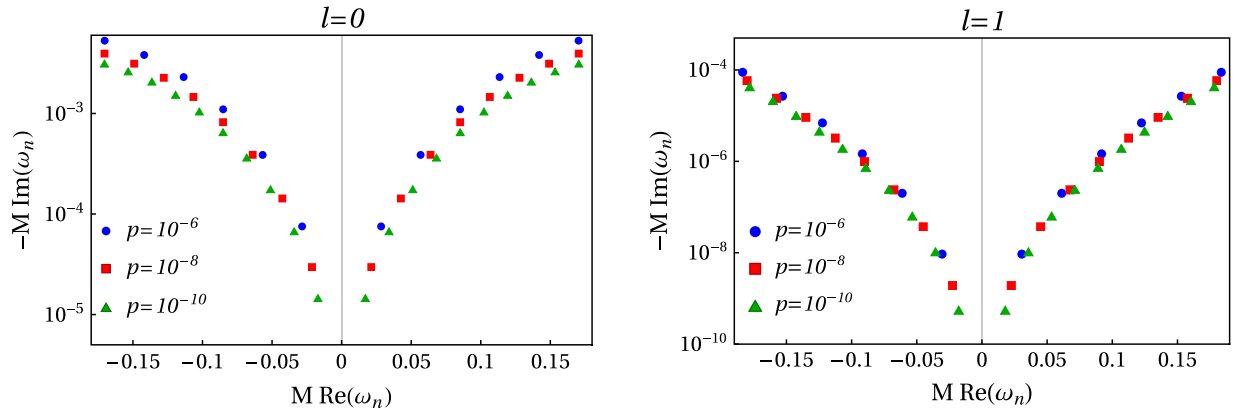 l=0
−M Im(ωₙ)
10⁻³
10⁻⁴
10⁻⁵
p=10⁻⁶
p=10⁻⁸
p=10⁻¹⁰
−0.15 −0.1 −0.05 0 0.05 0.1 0.15
M Re(ωₙ)
l=1
−M Im(ωₙ)
10⁻⁴
10⁻⁶
10⁻⁸
10⁻¹⁰
p=10⁻⁶
p=10⁻⁸
p=10⁻¹⁰
−0.15 −0.10 −0.05 0 0.05 0.10 0.15
M Re(ωₙ)